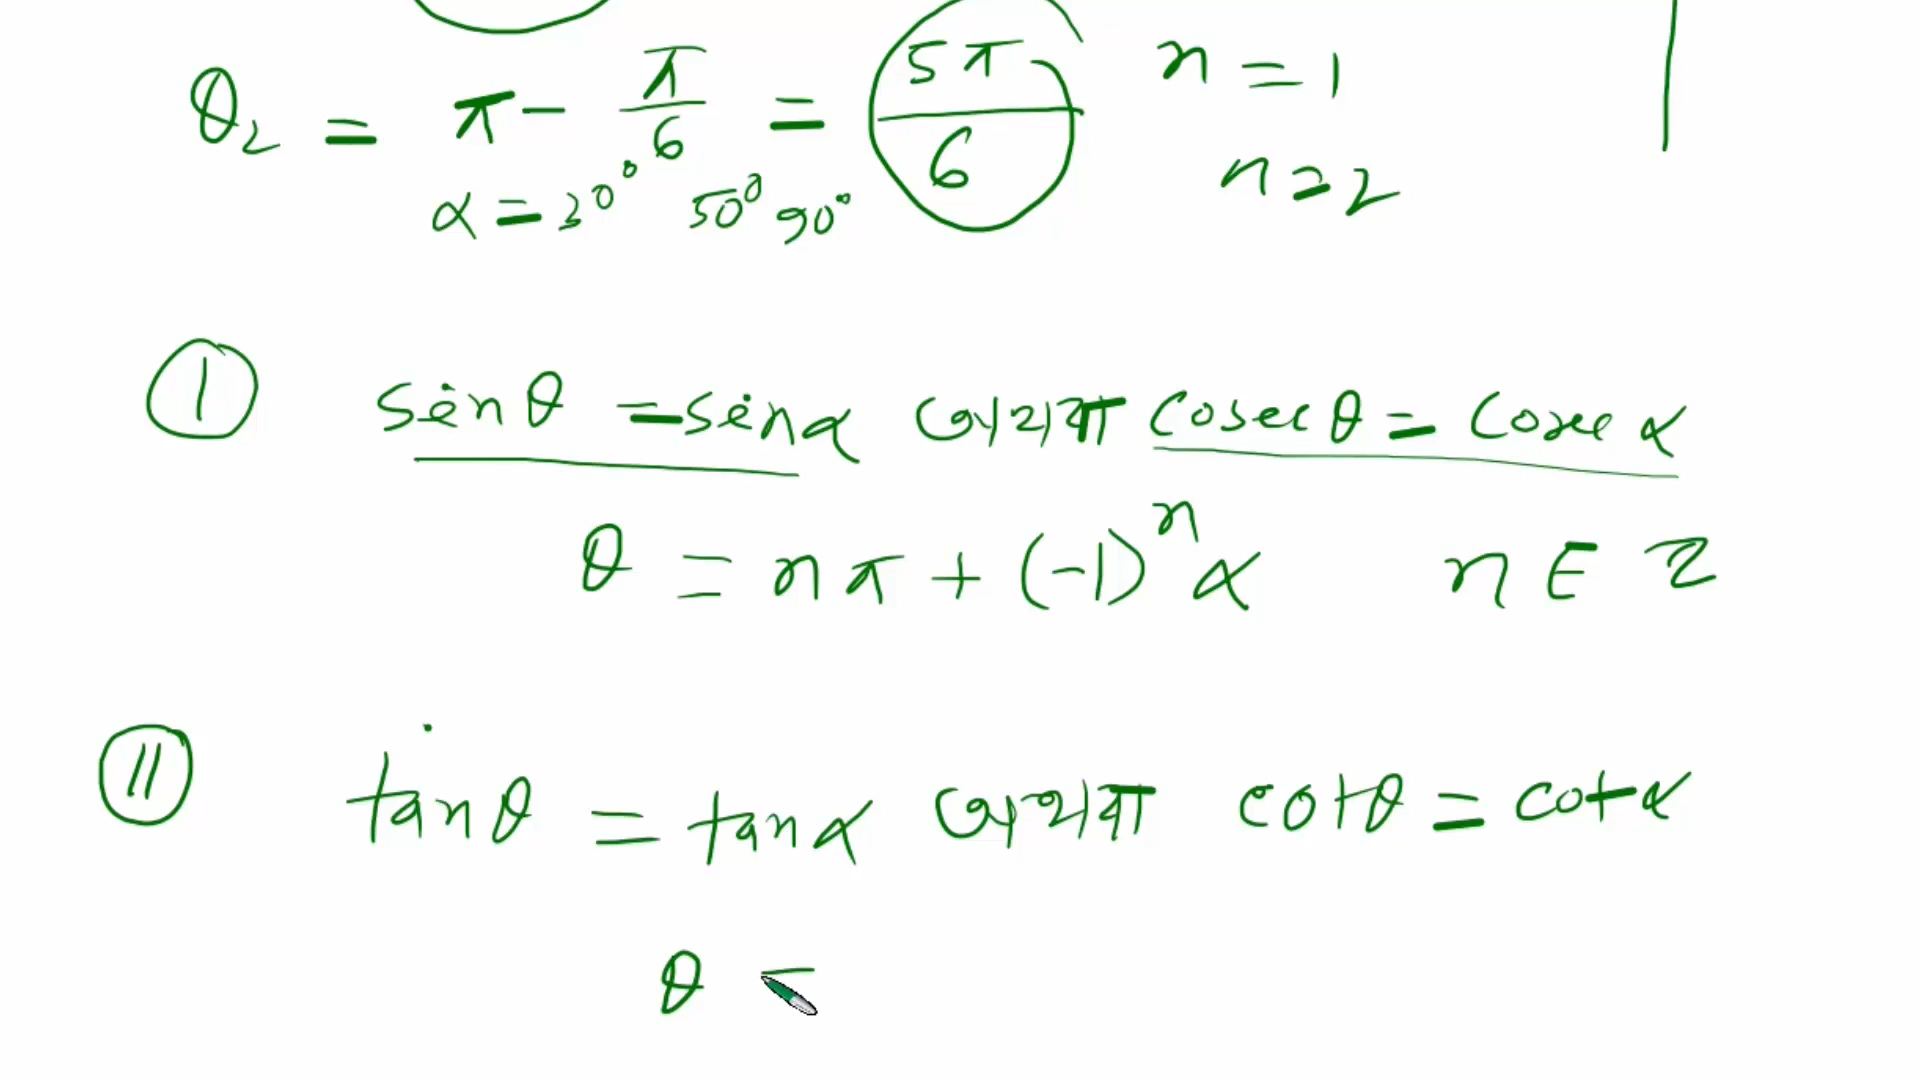 θ₂ = π - π/6 = 5π/6 n = 1
α = 30° 50° 90° n = 2
① sinθ = sinα অথবা cosecθ = cosecα
θ = nπ + (-1)ⁿα n ∈ Z
⑪ tanθ = tanα অথবা cotθ = cotα
θ =